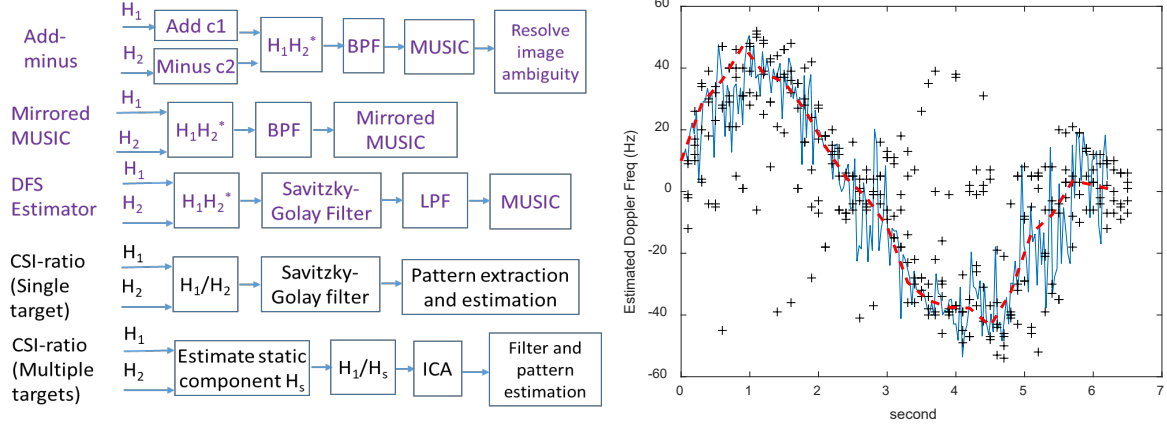 Add-
minus
H1
H2
Add c1
Minus c2
H1H2*
BPF
MUSIC
Resolve
image
ambiguity
Mirrored
MUSIC
H1
H2
H1H2*
BPF
Mirrored
MUSIC
DFS
Estimator
H1
H2
H1H2*
Savitzky-
Golay Filter
LPF
MUSIC
CSI-ratio
(Single
target)
H1
H2
H1/H2
Savitzky-
Golay filter
Pattern extraction
and estimation
CSI-ratio
(Multiple
targets)
H1
H2
Estimate static
component Hs
H1/Hs
ICA
Filter and
pattern
estimation
Estimated Doppler Freq (Hz)
60
40
20
0
-20
-40
-60
0 1 2 3 4 5 6 7
second